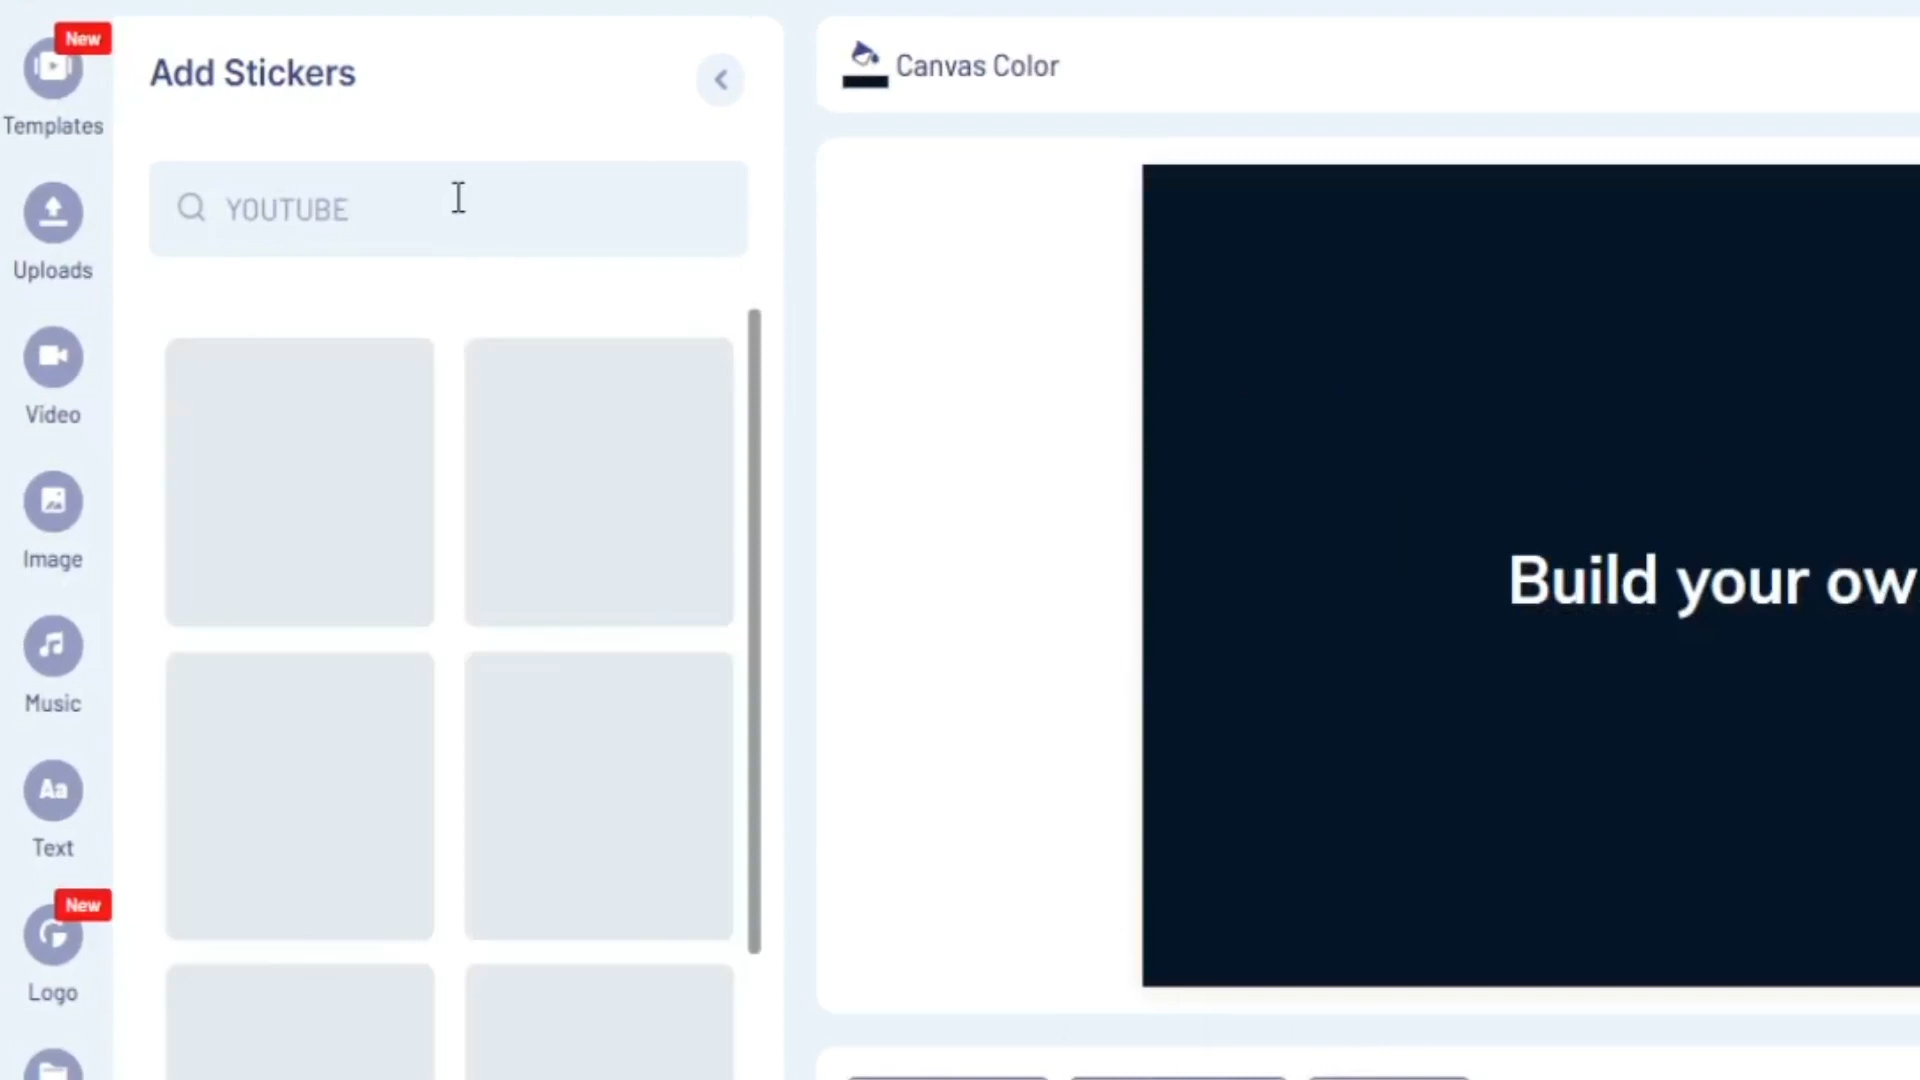 New
Templates
Uploads
Video
Image
Music
Aa
Text
New
Logo
Add Stickers
YOUTUBE
Canvas Color
Build your ow